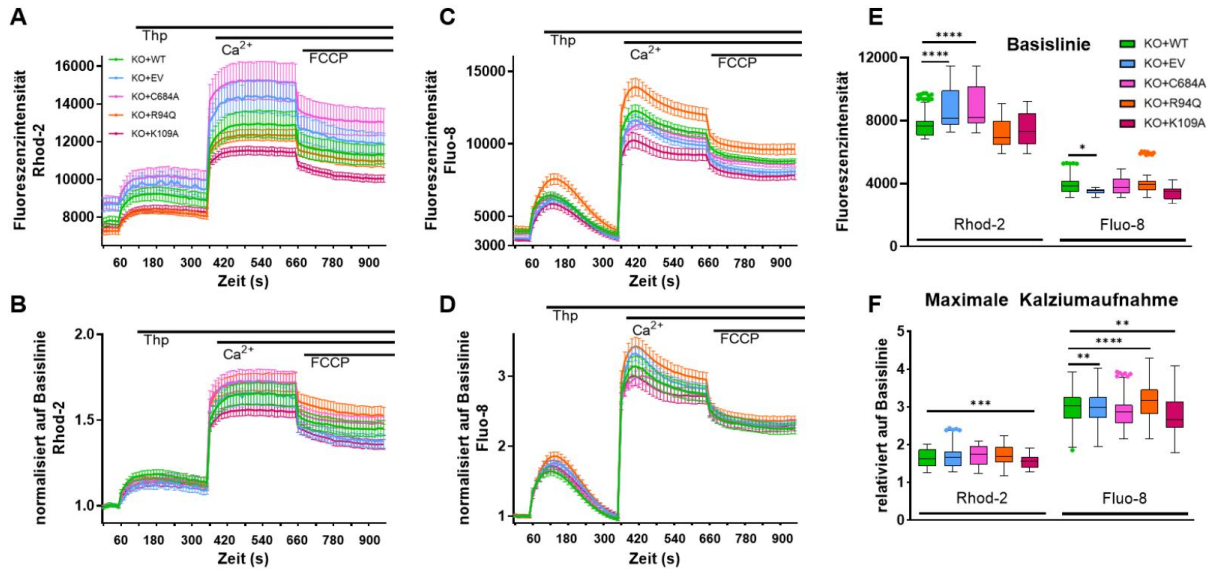 A
Thp
Ca²⁺
FCCP
KO+WT
KO+EV
KO+C684A
KO+R94Q
KO+K109A
Fluoreszenzintensität
Rhod-2
16000
14000
12000
10000
8000
60 180 300 420 540 660 780 900
Zeit (s)
B
Thp
Ca²⁺
FCCP
normalisiert auf Basislinie
Rhod-2
2.0
1.5
1.0
60 180 300 420 540 660 780 900
Zeit (s)
C
Thp
Ca²⁺
FCCP
Fluoreszenzintensität
Fluo-8
15000
10000
5000
3000
60 180 300 420 540 660 780 900
Zeit (s)
D
Thp
Ca²⁺
FCCP
normalisiert auf Basislinie
Fluo-8
4
3
2
1
60 180 300 420 540 660 780 900
Zeit (s)
E
Basislinie
KO+WT
KO+EV
KO+C684A
KO+R94Q
KO+K109A
Fluoreszenzintensität
12000
8000
4000
0
****
****
*
Rhod-2
Fluo-8
F
Maximale Kalziumaufnahme
relativiert auf Basislinie
5
4
3
2
1
0
***
**
****
**
Rhod-2
Fluo-8